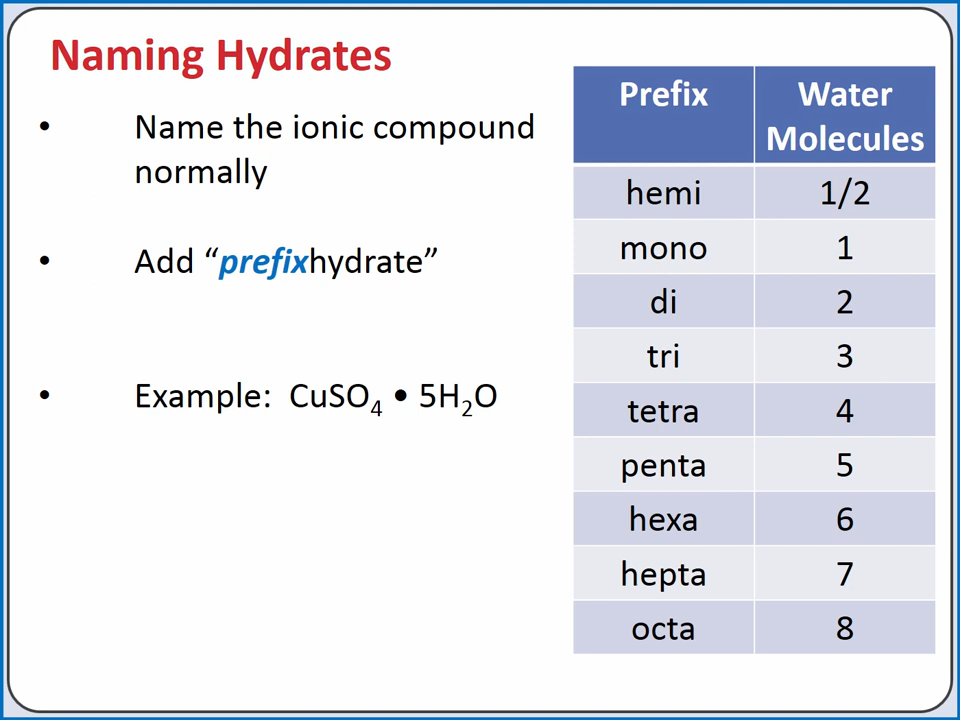 Naming Hydrates
• Name the ionic compound
normally
• Add “prefixhydrate”
• Example: CuSO₄ • 5H₂O
Prefix Water
Molecules
hemi 1/2
mono 1
di 2
tri 3
tetra 4
penta 5
hexa 6
hepta 7
octa 8